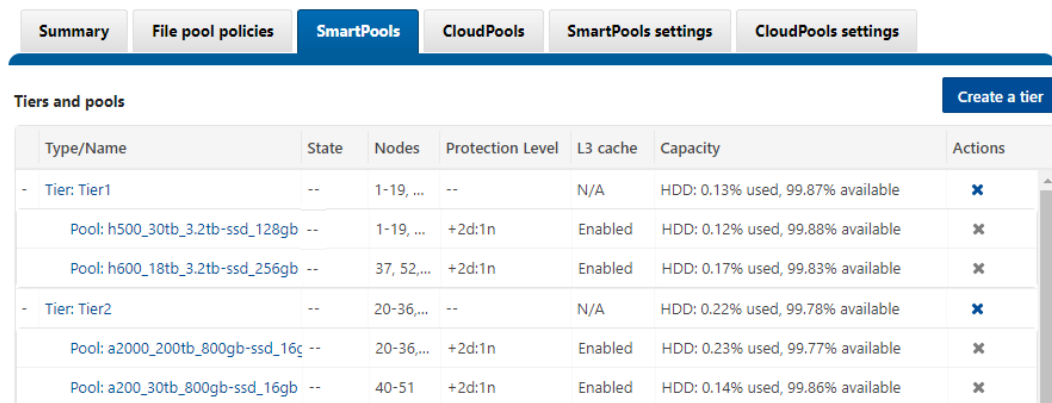 Summary File pool policies SmartPools CloudPools SmartPools settings CloudPools settings
Tiers and pools Create a tier
Type/Name State Nodes Protection Level L3 cache Capacity Actions
- Tier: Tier1 -- 1-19, ... -- N/A HDD: 0.13% used, 99.87% available
Pool: h500_30tb_3.2tb-ssd_128gb -- 1-19, ... +2d:1n Enabled HDD: 0.12% used, 99.88% available
Pool: h600_18tb_3.2tb-ssd_256gb -- 37, 52,... +2d:1n Enabled HDD: 0.17% used, 99.83% available
- Tier: Tier2 -- 20-36,... -- N/A HDD: 0.22% used, 99.78% available
Pool: a2000_200tb_800gb-ssd_16g -- 20-36,... +2d:1n Enabled HDD: 0.23% used, 99.77% available
Pool: a200_30tb_800gb-ssd_16gb -- 40-51 +2d:1n Enabled HDD: 0.14% used, 99.86% available